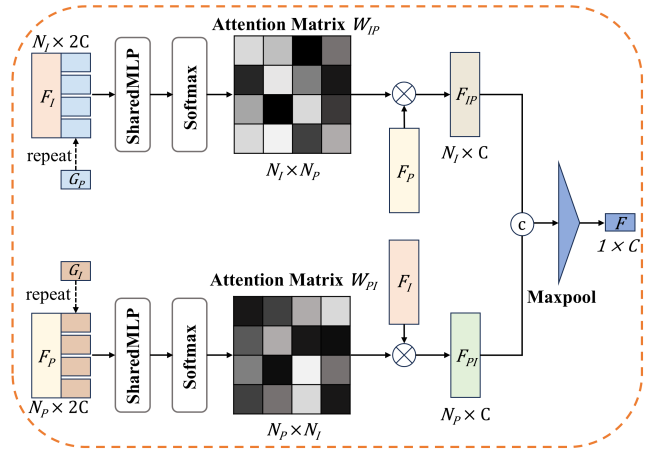 N_I × 2C
F_I
repeat
G_P
SharedMLP
Softmax
Attention Matrix W_IP
N_I × N_P
F_P
F_IP
N_I × C
c
Maxpool
F
1 × C
G_I
repeat
F_P
N_P × 2C
SharedMLP
Softmax
Attention Matrix W_PI
N_P × N_I
F_I
F_PI
N_P × C